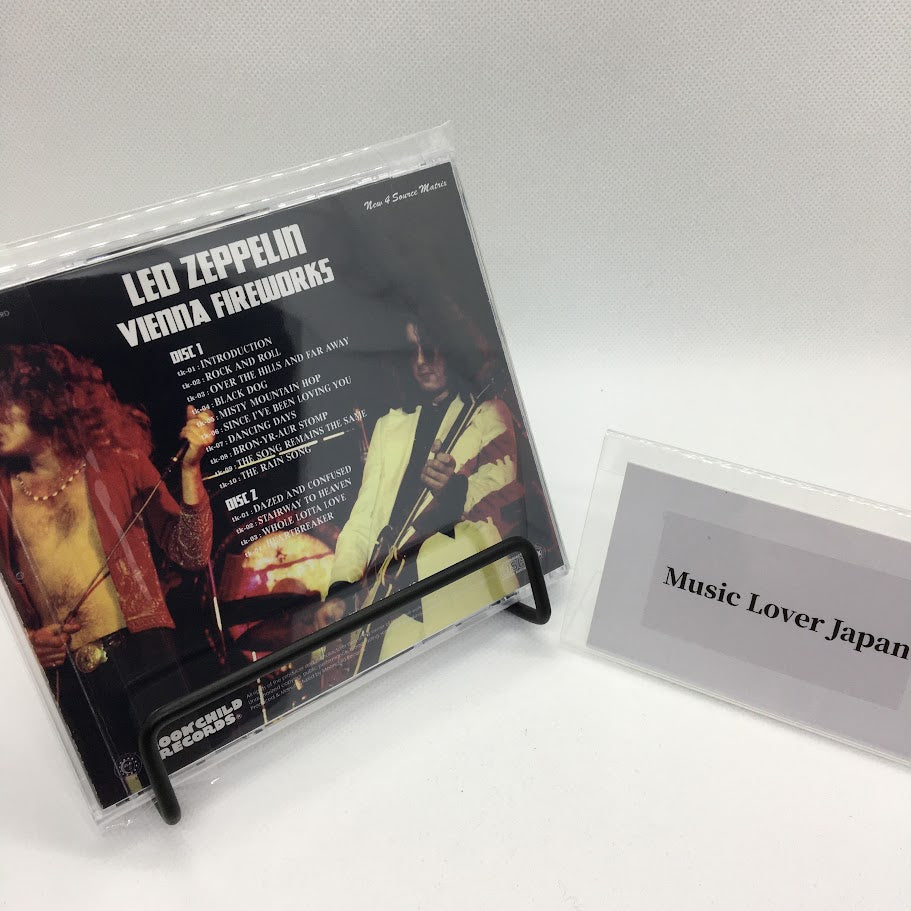 New 4 Source Matrix
LED ZEPPELIN
VIENNA FIREWORKS
DISC 1
tk-01 : INTRODUCTION
tk-02 : ROCK AND ROLL
tk-03 : OVER THE HILLS AND FAR AWAY
tk-04 : BLACK DOG
tk-05 : MISTY MOUNTAIN HOP
tk-06 : SINCE I'VE BEEN LOVING YOU
tk-07 : DANCING DAYS
tk-08 : BRON-YR-AUR STOMP
tk-09 : THE SONG REMAINS THE SAME
tk-10 : THE RAIN SONG
DISC 2
tk-01 : DAZED AND CONFUSED
tk-02 : STAIRWAY TO HEAVEN
tk-03 : WHOLE LOTTA LOVE
HEARTBREAKER
OONCHILD
RECORDS
Music Lover Japan